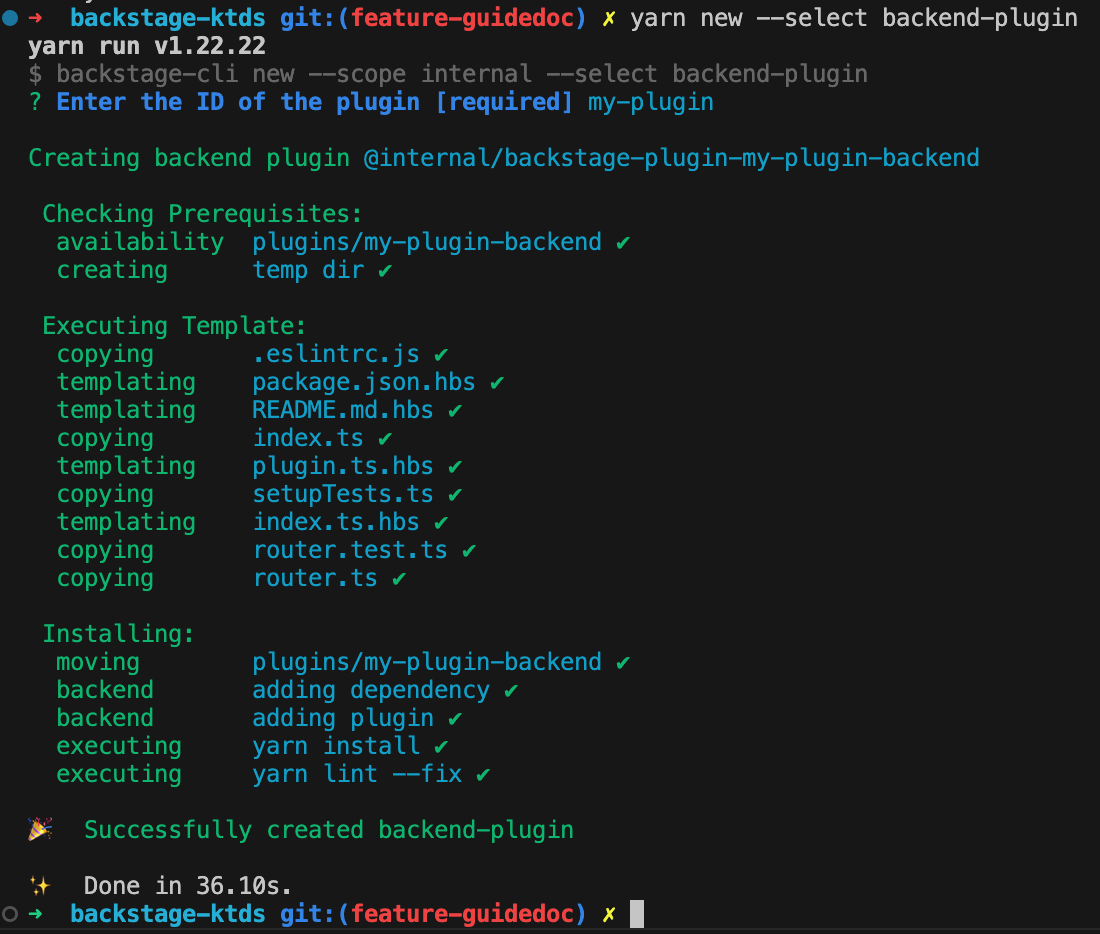 ➜ backstage-ktds git:(feature-guidedoc) ✗ yarn new --select backend-plugin
yarn run v1.22.22
$ backstage-cli new --scope internal --select backend-plugin
? Enter the ID of the plugin [required] my-plugin
Creating backend plugin @internal/backstage-plugin-my-plugin-backend
Checking Prerequisites:
availability plugins/my-plugin-backend ✔
creating temp dir ✔
Executing Template:
copying .eslintrc.js ✔
templating package.json.hbs ✔
templating README.md.hbs ✔
copying index.ts ✔
templating plugin.ts.hbs ✔
copying setupTests.ts ✔
templating index.ts.hbs ✔
copying router.test.ts ✔
copying router.ts ✔
Installing:
moving plugins/my-plugin-backend ✔
backend adding dependency ✔
backend adding plugin ✔
executing yarn install ✔
executing yarn lint --fix ✔
🎉 Successfully created backend-plugin
✨ Done in 36.10s.
➜ backstage-ktds git:(feature-guidedoc) ✗